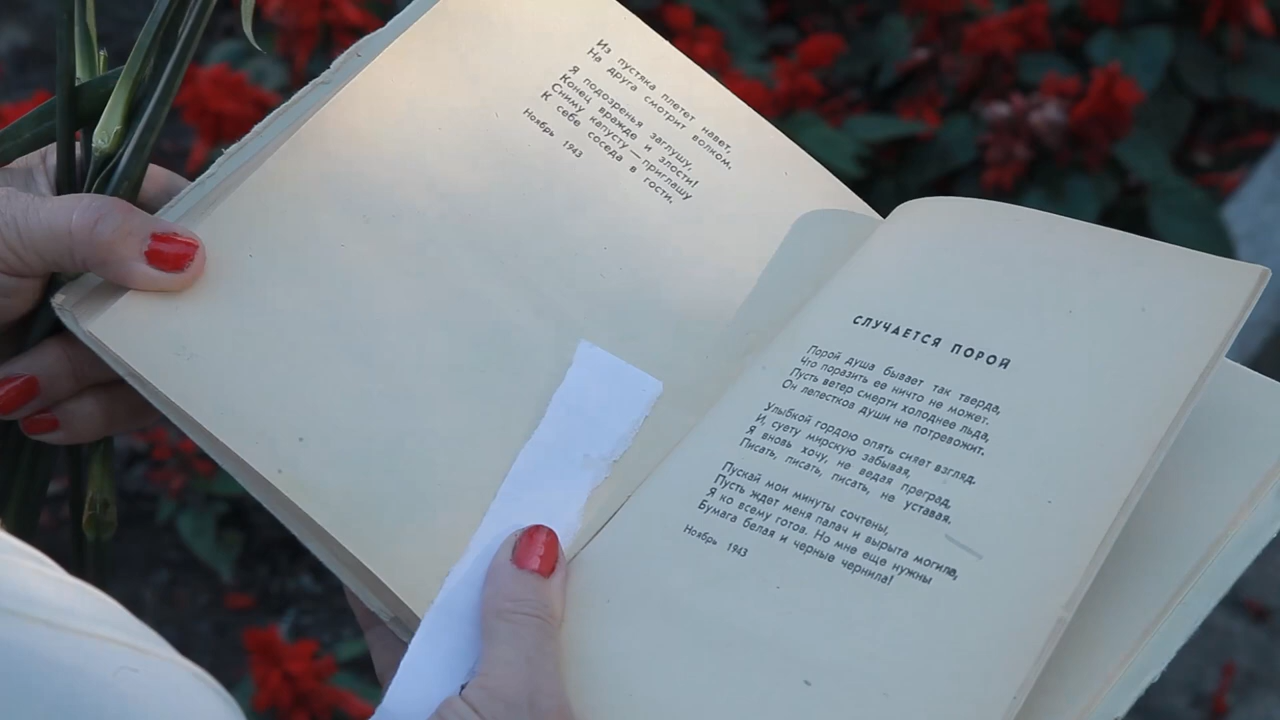 Из пустяка плетет навет,
На друга смотрит волком.
Я подозренья заглушу,
Конец вражде и злости!
Сниму капусту — приглашу
К себе соседа в гости.
Ноябрь 1943
СЛУЧАЕТСЯ ПОРОЙ
Порой душа бывает так тверда,
Что поразить ее ничто не может.
Пусть ветер смерти холоднее льда,
Он лепестков души не потревожит.
Улыбкой гордою опять сияет взгляд.
И, суету мирскую забывая,
Я вновь хочу, не ведая преград,
Писать, писать, писать, не уставая.
Пускай мои минуты сочтены,
Пусть ждет меня палач и вырыта могила,
Я ко всему готов. Но мне еще нужны
Бумага белая и черные чернила!
Ноябрь 1943